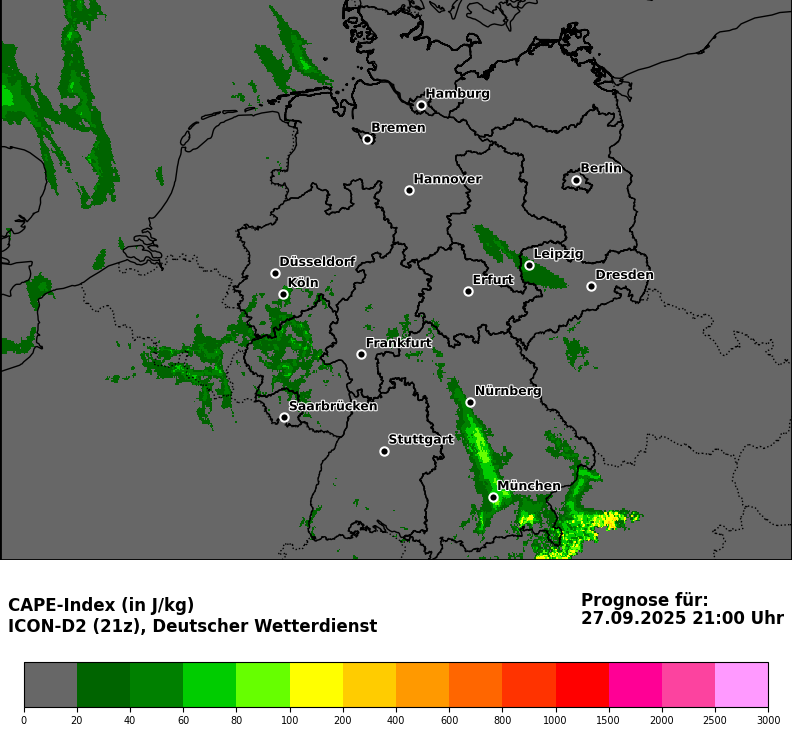 Hamburg
Bremen
Berlin
Hannover
Leipzig
Düsseldorf
Dresden
Köln
Erfurt
Frankfurt
Nürnberg
Saarbrücken
Stuttgart
München
CAPE-Index (in J/kg)
ICON-D2 (21z), Deutscher Wetterdienst
Prognose für:
27.09.2025 21:00 Uhr
0 20 40 60 80 100 200 400 600 800 1000 1500 2000 2500 3000